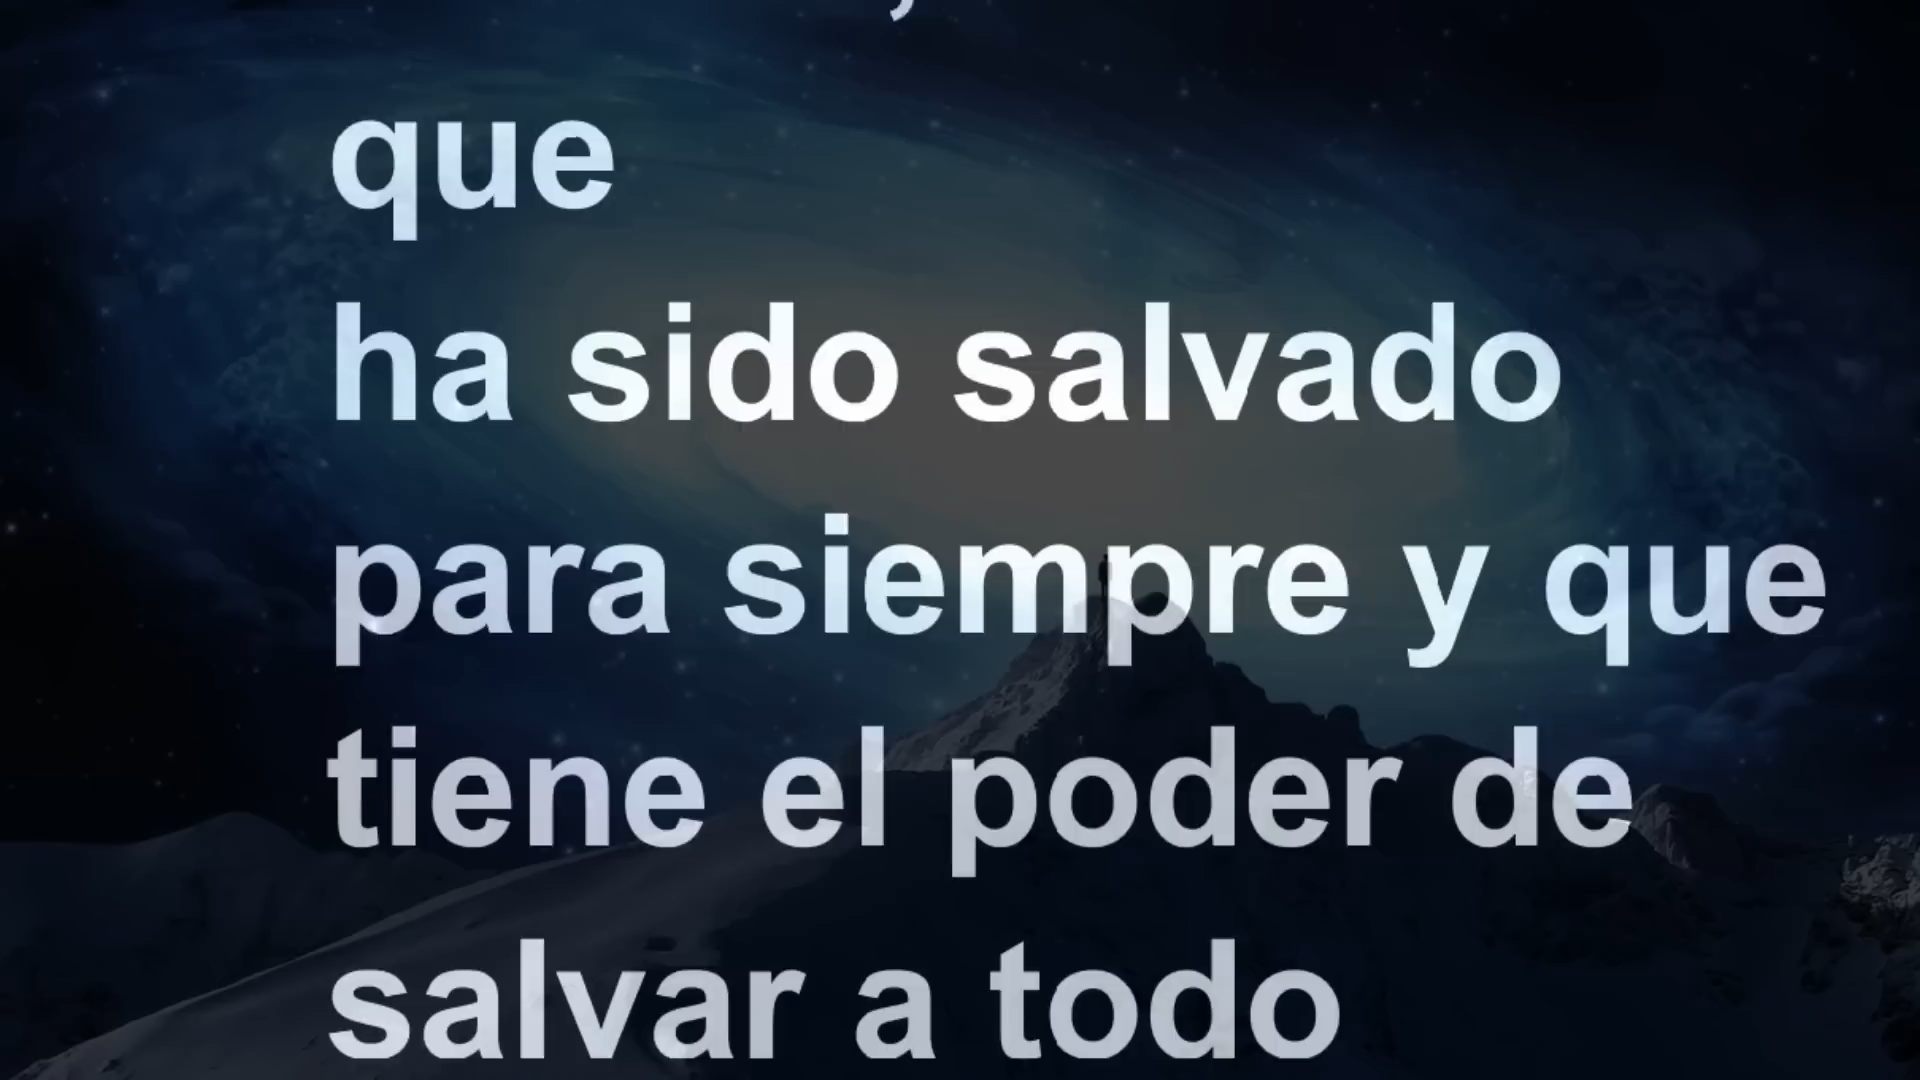 que
ha sido salvado
para siempre y que
tiene el poder de
salvar a todo